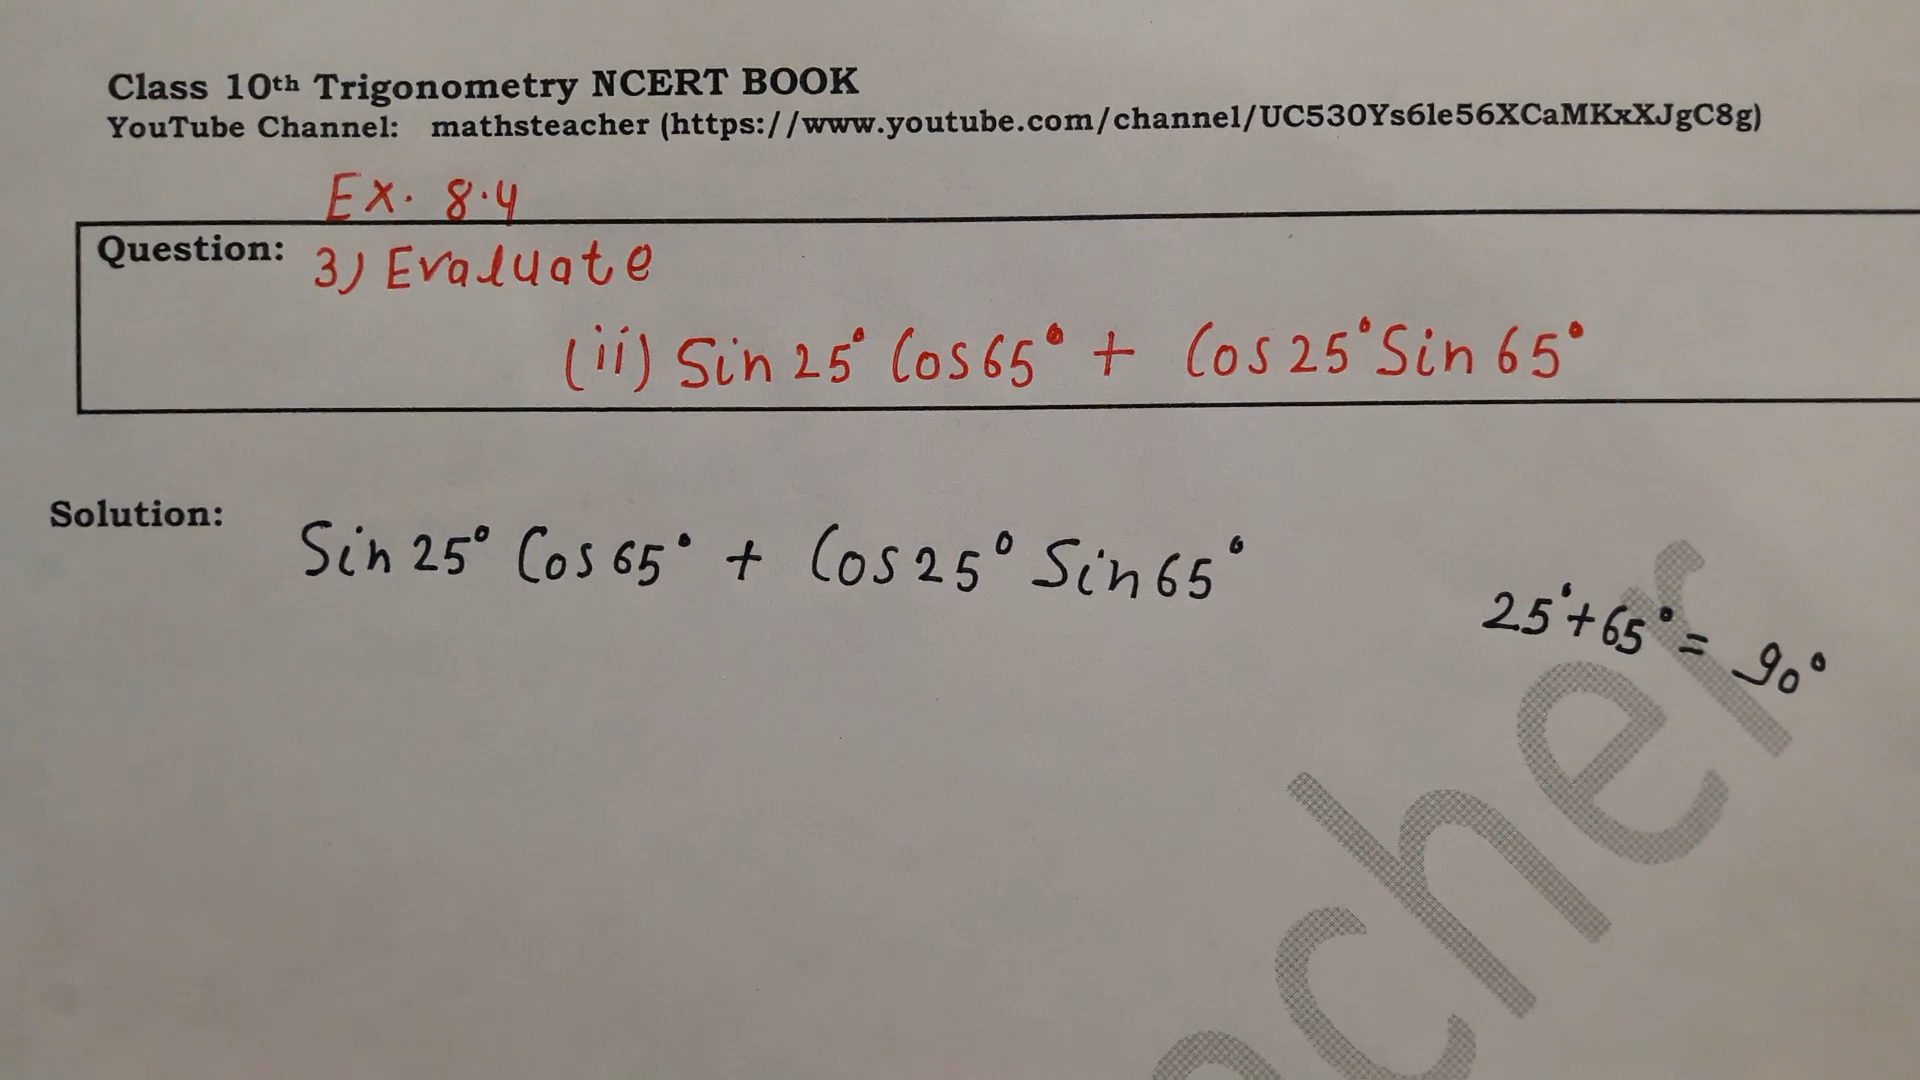 Class 10th Trigonometry NCERT BOOK
YouTube Channel: mathsteacher (https://www.youtube.com/channel/UC530Ys6le56XCaMKxXJgC8g)
Ex. 8.4
Question: 3) Evaluate
(ii) Sin 25° Cos 65° + Cos 25° Sin 65°
Solution: Sin 25° Cos 65° + Cos 25° Sin 65°
25° + 65° = 90°
cher